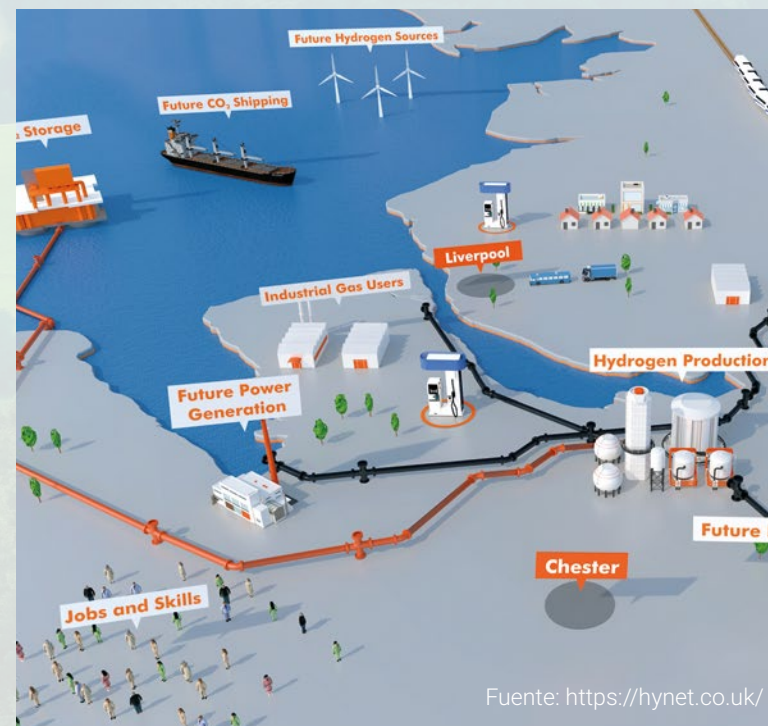 Future Hydrogen Sources
Future CO₂ Shipping
₂ Storage
Liverpool
Industrial Gas Users
Hydrogen Production
Future Power
Generation
Future
Chester
Jobs and Skills
Fuente: https://hynet.co.uk/